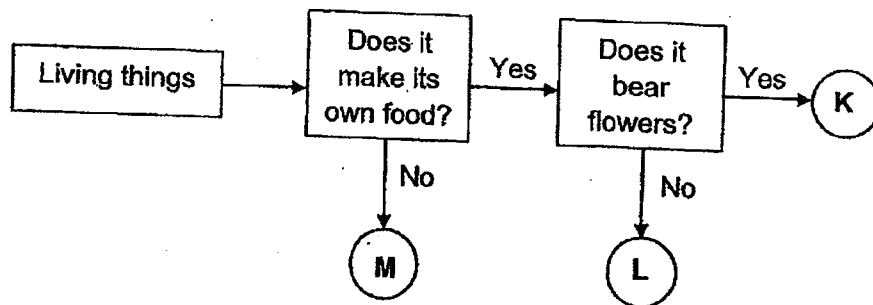 Living things
Does it
make its
own food?
Yes
Does it
bear
flowers?
Yes
K
No
No
M
L